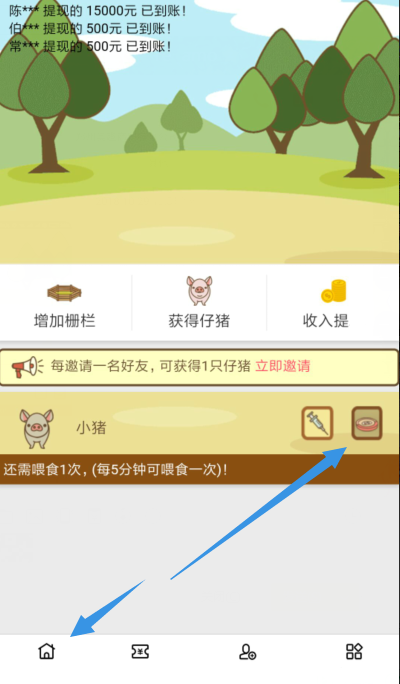 陈*** 提现的 15000元 已到账!
伯*** 提现的 500元 已到账!
常*** 提现的 500元 已到账!
增加栅栏
获得仔猪
收入提
每邀请一名好友,可获得1只仔猪 立即邀请
小猪
还需喂食1次, (每5分钟可喂食一次)!